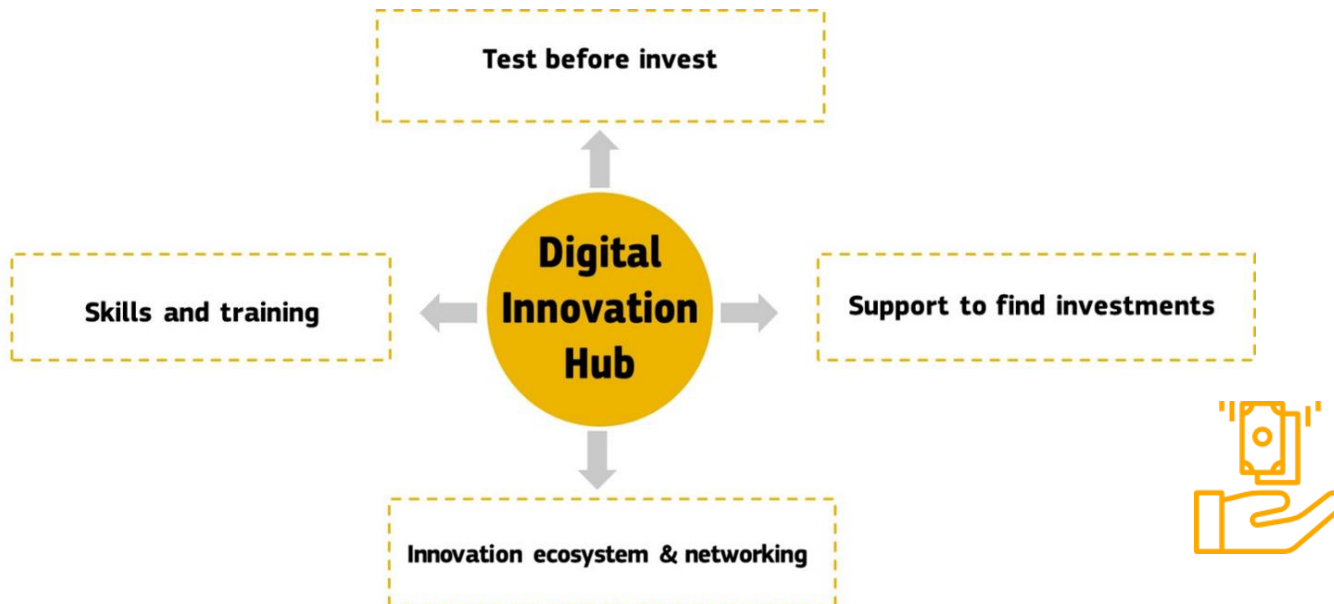 Test before invest
Digital
Innovation
Hub
Skills and training
Support to find investments
Innovation ecosystem & networking